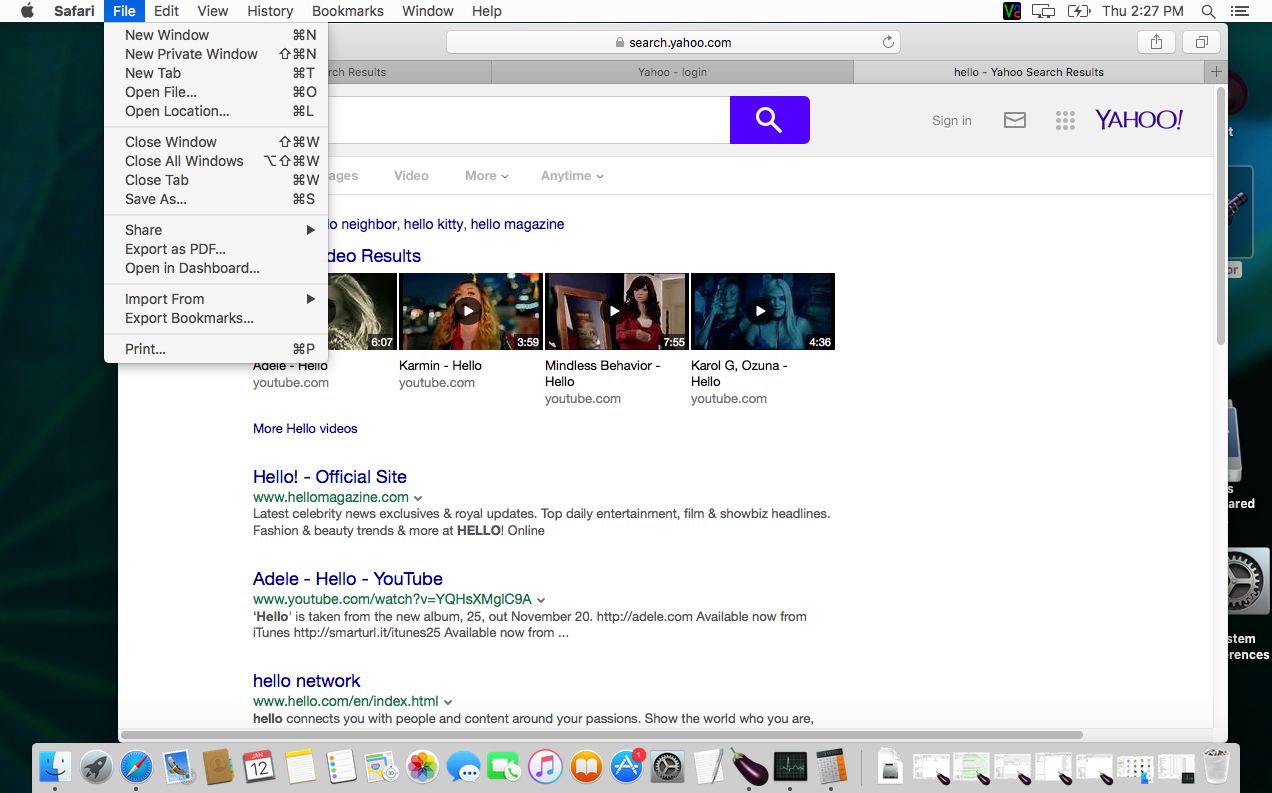 Safari File Edit View History Bookmarks Window Help
Thu 2:27 PM
New Window ⌘N
New Private Window ⇧⌘N
New Tab ⌘T
Open File... ⌘O
Open Location... ⌘L
Close Window ⇧⌘W
Close All Windows ⌥⇧⌘W
Close Tab ⌘W
Save As... ⌘S
Share
Export as PDF...
Open in Dashboard...
Import From
Export Bookmarks...
Print... ⌘P
search.yahoo.com
rch Results
Yahoo - login
hello - Yahoo Search Results
Sign in
YAHOO!
ages Video More Anytime
lo neighbor, hello kitty, hello magazine
deo Results
6:07
3:59
7:55
4:36
Adele - Hello
youtube.com
Karmin - Hello
youtube.com
Mindless Behavior -
Hello
youtube.com
Karol G, Ozuna -
Hello
youtube.com
More Hello videos
Hello! - Official Site
www.hellomagazine.com
Latest celebrity news exclusives & royal updates. Top daily entertainment, film & showbiz headlines.
Fashion & beauty trends & more at HELLO! Online
Adele - Hello - YouTube
www.youtube.com/watch?v=YQHsXMglC9A
'Hello' is taken from the new album, 25, out November 20. http://adele.com Available now from
iTunes http://smarturl.it/itunes25 Available now from ...
hello network
www.hello.com/en/index.html
hello connects you with people and content around your passions. Show the world who you are,
t
or
s
ared
stem
rences
JAN
12
1